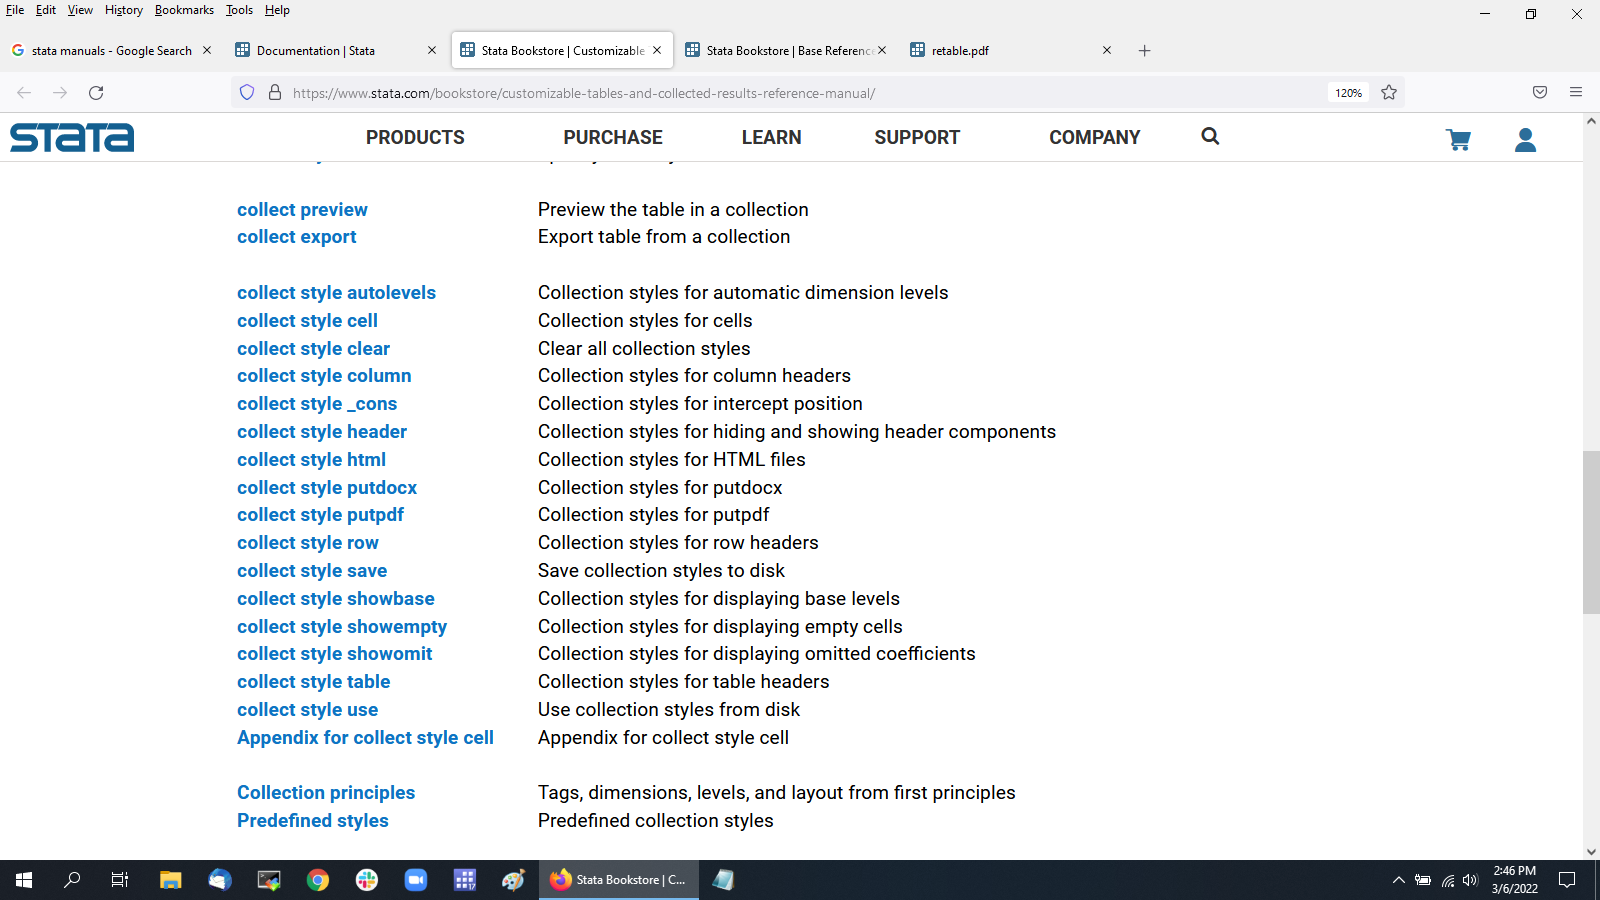 File Edit View History Bookmarks Tools Help
stata manuals - Google Search
Documentation | Stata
Stata Bookstore | Customizable
Stata Bookstore | Base Reference
retable.pdf
https://www.stata.com/bookstore/customizable-tables-and-collected-results-reference-manual/
120%
stata PRODUCTS PURCHASE LEARN SUPPORT COMPANY
collect preview Preview the table in a collection
collect export Export table from a collection
collect style autolevels Collection styles for automatic dimension levels
collect style cell Collection styles for cells
collect style clear Clear all collection styles
collect style column Collection styles for column headers
collect style _cons Collection styles for intercept position
collect style header Collection styles for hiding and showing header components
collect style html Collection styles for HTML files
collect style putdocx Collection styles for putdocx
collect style putpdf Collection styles for putpdf
collect style row Collection styles for row headers
collect style save Save collection styles to disk
collect style showbase Collection styles for displaying base levels
collect style showempty Collection styles for displaying empty cells
collect style showomit Collection styles for displaying omitted coefficients
collect style table Collection styles for table headers
collect style use Use collection styles from disk
Appendix for collect style cell Appendix for collect style cell
Collection principles Tags, dimensions, levels, and layout from first principles
Predefined styles Predefined collection styles
17
Stata Bookstore | C...
2:46 PM
3/6/2022